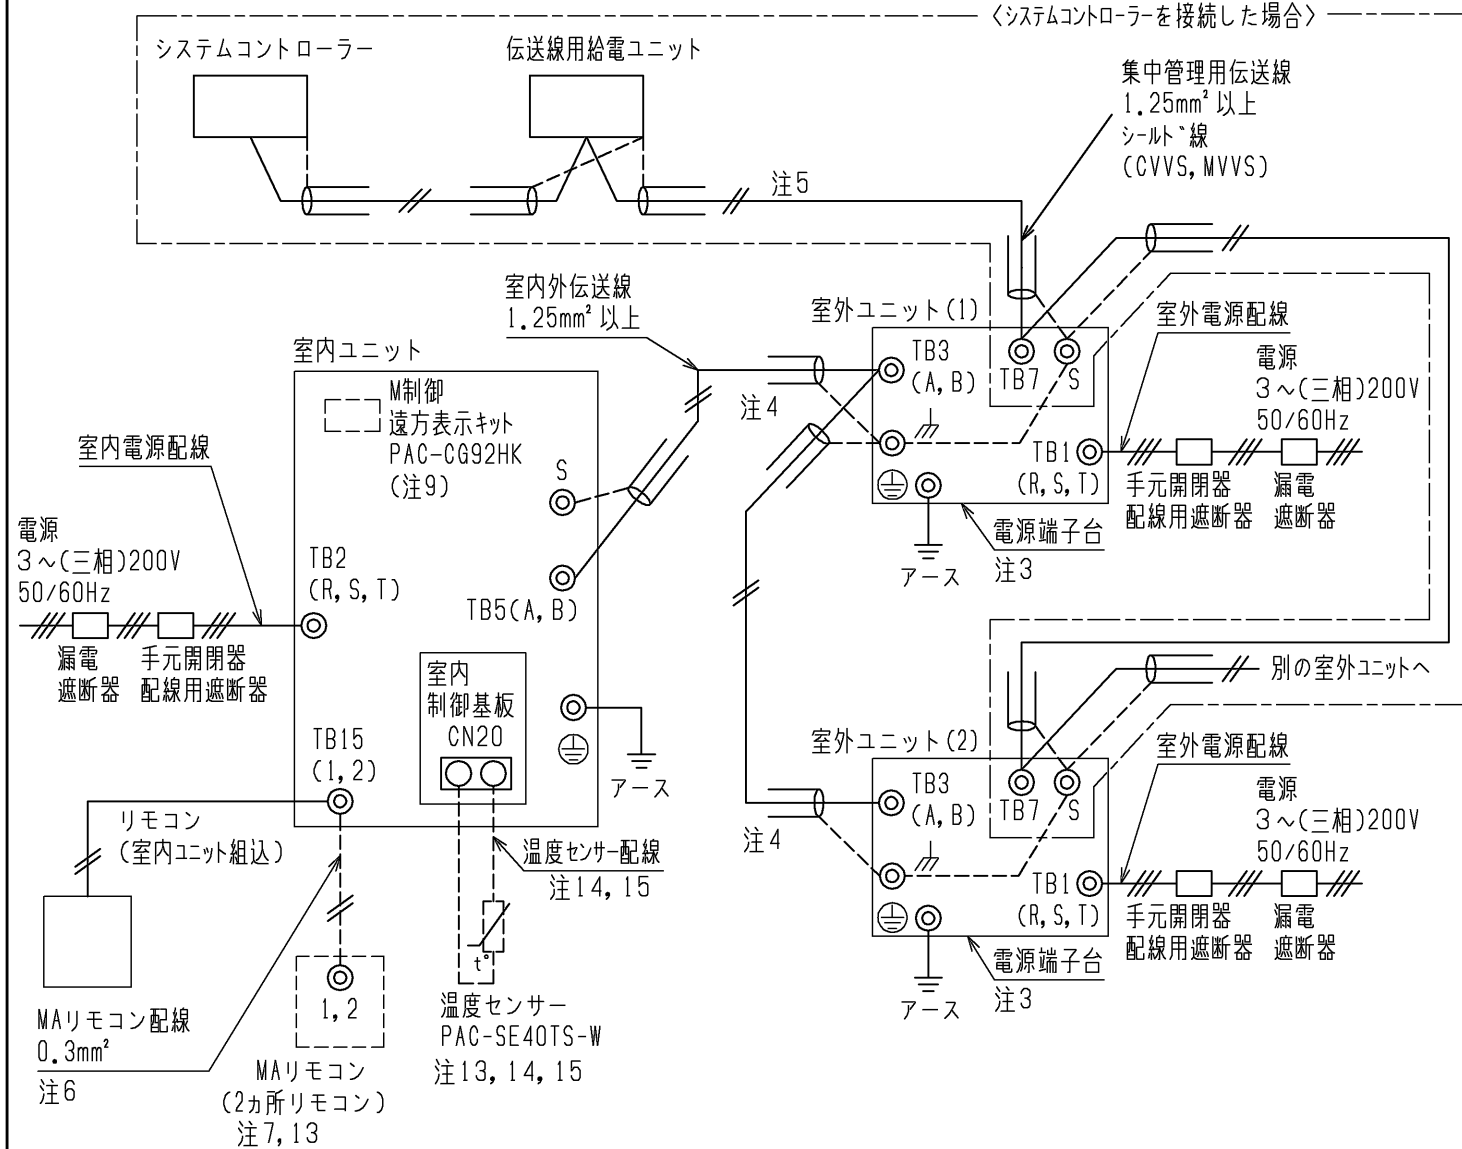 〈システムコントローラーを接続した場合〉
システムコントローラー
伝送線用給電ユニット
集中管理用伝送線
1.25mm² 以上
シールド線
(CVVS, MVVS)
注5
室内外伝送線
1.25mm² 以上
室外ユニット(1)
TB3
(A, B)
TB7
S
注4
TB1
(R, S, T)
室外電源配線
電源
3～(三相)200V
50/60Hz
手元開閉器
配線用遮断器
漏電
遮断器
電源端子台
注3
アース
室内ユニット
M制御
遠方表示キット
PAC-CG92HK
(注9)
S
室内電源配線
電源
3～(三相)200V
50/60Hz
TB2
(R, S, T)
TB5(A, B)
漏電
遮断器
手元開閉器
配線用遮断器
室内
制御基板
CN20
TB15
(1, 2)
アース
リモコン
(室内ユニット組込)
温度センサー配線
注14, 15
t°
1, 2
温度センサー
PAC-SE40TS-W
注13, 14, 15
MAリモコン配線
0.3mm²
注6
MAリモコン
(2ヵ所リモコン)
注7, 13
別の室外ユニットへ
室外ユニット(2)
TB3
(A, B)
TB7
S
注4
TB1
(R, S, T)
室外電源配線
電源
3～(三相)200V
50/60Hz
手元開閉器
配線用遮断器
漏電
遮断器
電源端子台
注3
アース